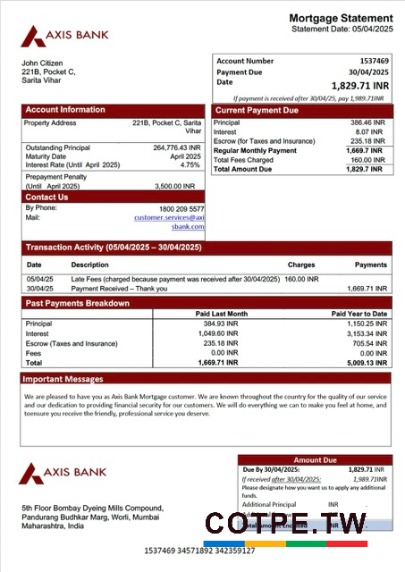 Mortgage Statement
Statement Date: 05/04/2025
AXIS BANK
John Citizen
221B, Pocket C,
Sarita Vihar
Account Number 1537469
Payment Due 30/04/2025
Date 1,829.71 INR
If payment is received after 30/04/25, pay 1,989.71INR
Account Information
Property Address 221B, Pocket C, Sarita
Vihar
Outstanding Principal 264,776.43 INR
Maturity Date April 2025
Interest Rate (Until April 2025) 4.75%
Prepayment Penalty
(Until April 2025) 3,500.00 INR
Current Payment Due
Principal 386.46 INR
Interest 8.07 INR
Escrow (for Taxes and Insurance) 235.18 INR
Regular Monthly Payment 1,669.7 INR
Total Fees Charged 160.00 INR
Total Amount Due 1,829.7 INR
Contact Us
By Phone: 1800 209 5577
Mail: customer.services@axi
sbank.com
Transaction Activity (05/04/2025 – 30/04/2025)
Date Description Charges Payments
05/04/25 Late Fees (charged because payment was received after 30/04/2025) 160.00 INR
30/04/25 Payment Received – Thank you 1,669.71 INR
Past Payments Breakdown
Paid Last Month Paid Year to Date
Principal 384.93 INR 1,150.25 INR
Interest 1,049.60 INR 3,153.34 INR
Escrow (Taxes and Insurance) 235.18 INR 705.54 INR
Fees 0.00 INR 0.00 INR
Total 1,669.71 INR 5,009.13 INR
Important Messages
We are pleased to have you as Axis Bank Mortgage customer. We are known throughout the country for the quality of our service
and our dedication to providing financial security for our customers. We will do everything we can to make you feel at home, and
toensure you receive the friendly, professional service you deserve.
AXIS BANK
5th Floor Bombay Dyeing Mills Compound,
Pandurang Budhkar Marg, Worli, Mumbai
Maharashtra, India
Amount Due
Due By 30/04/2025: 1,829.71 INR
If received after 30/04/2025: 1,989.71INR
Please designate how you want us to apply any additional
funds.
Additional Principal INR
COTPE.TW
1537469 34571892 342359127